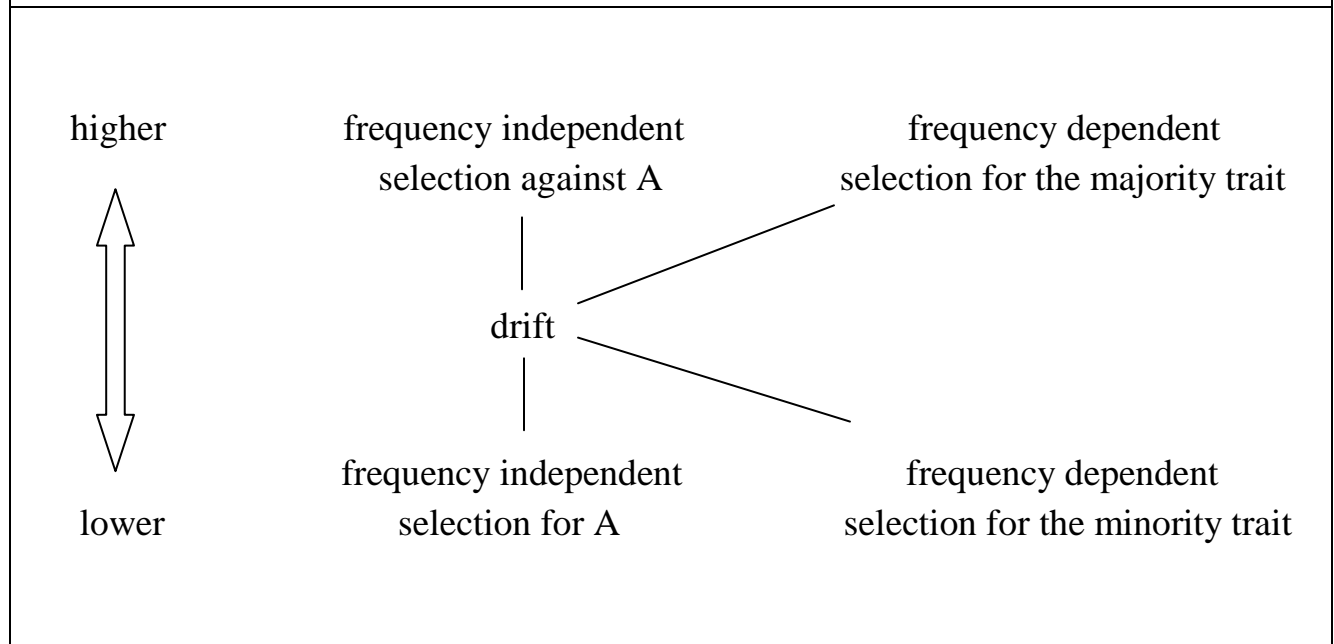 higher
frequency independent
selection against A
frequency dependent
selection for the majority trait
drift
frequency independent
selection for A
frequency dependent
selection for the minority trait
lower